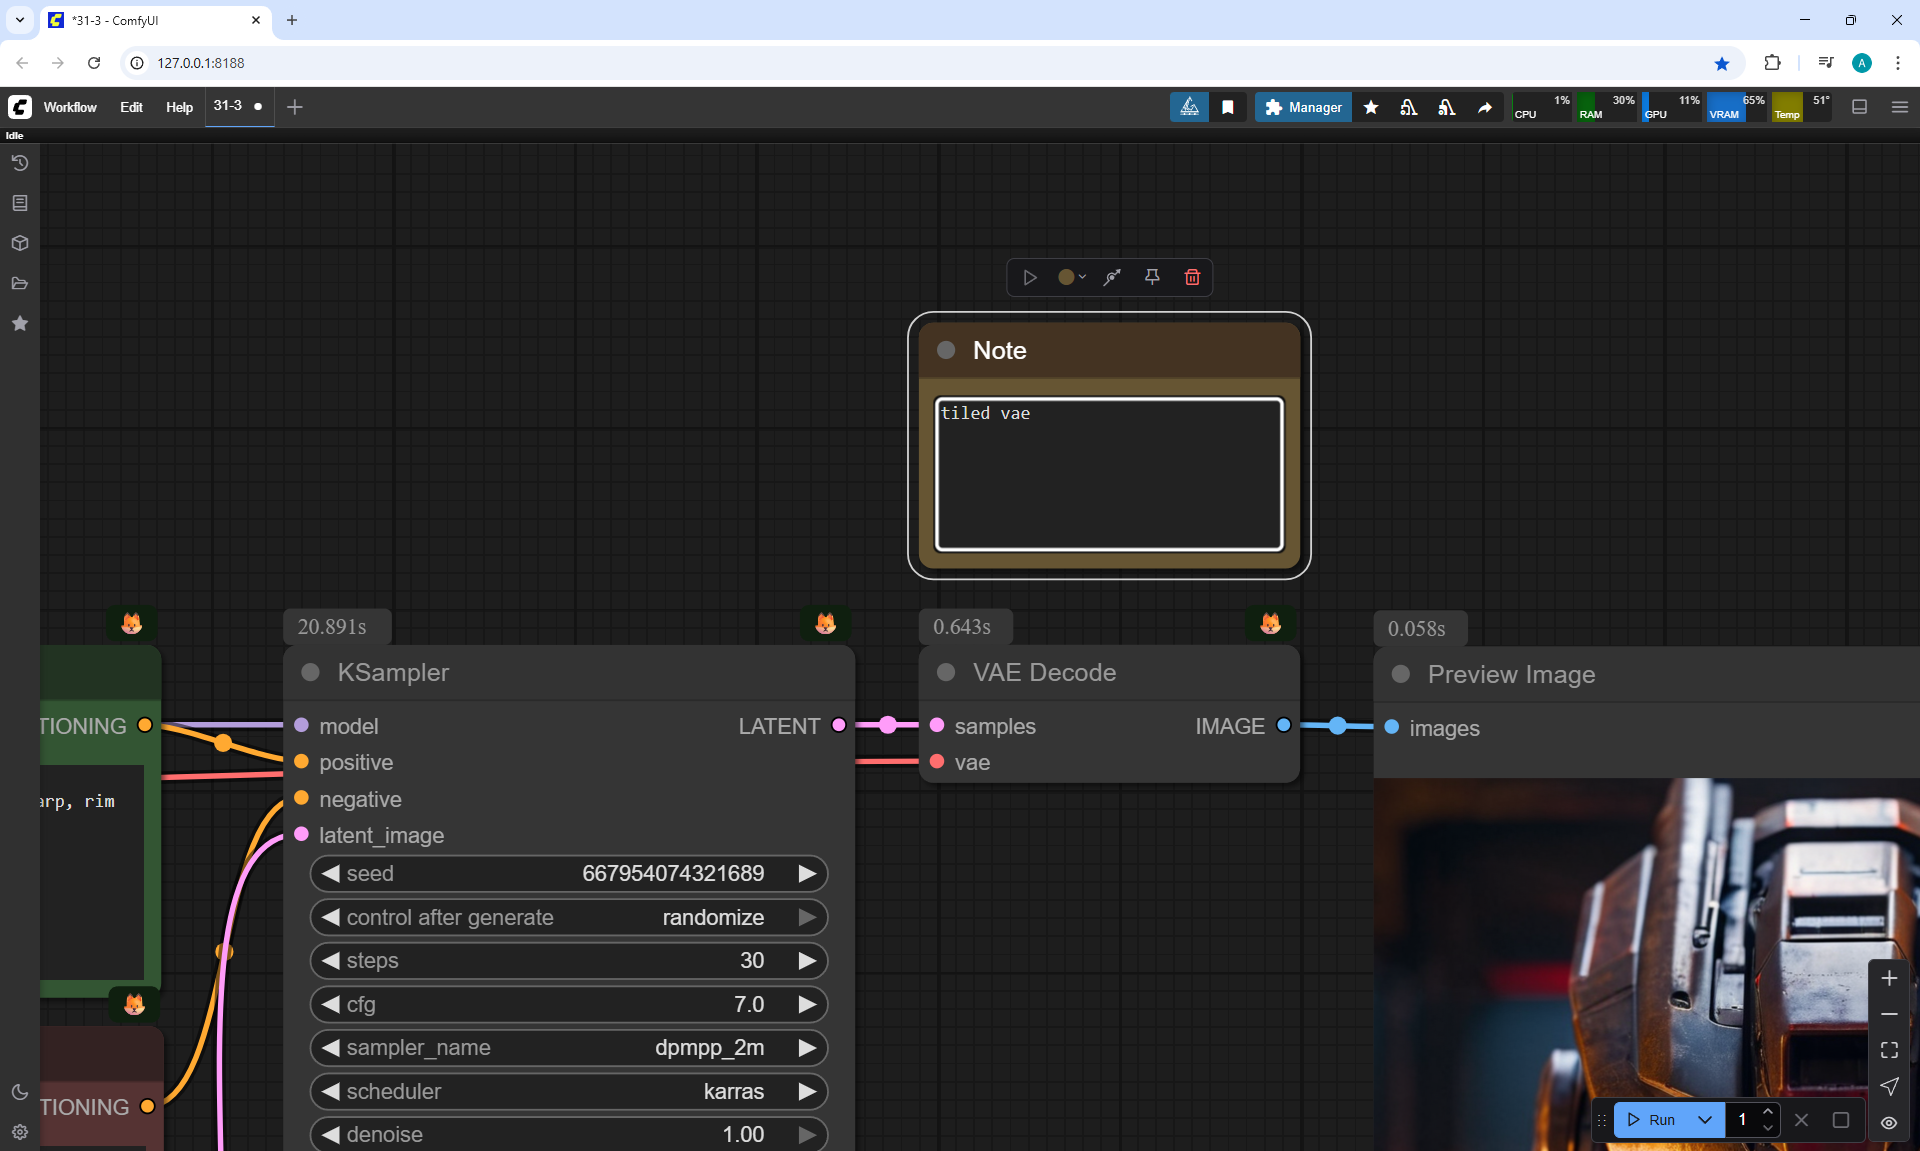 *31-3 - ComfyUI
127.0.0.1:8188
Workflow
Edit
Help
31-3
Manager
CPU
1%
RAM
30%
GPU
11%
VRAM
65%
Temp
51°
Idle
Note
tiled vae
20.891s
0.643s
0.058s
KSampler
VAE Decode
Preview Image
TIONING
model
LATENT
samples
IMAGE
images
positive
vae
arp, rim
negative
latent_image
seed
667954074321689
control after generate
randomize
steps
30
cfg
7.0
sampler_name
dpmpp_2m
scheduler
karras
TIONING
denoise
1.00
Run
1
A